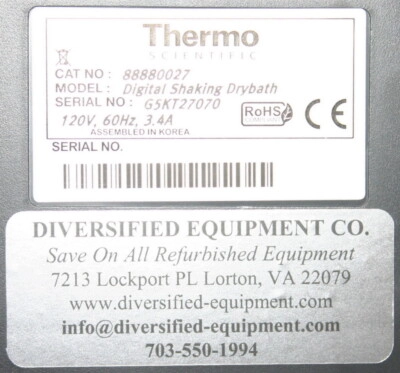 Thermo
SCIENTIFIC
CAT NO : 88880027
MODEL : Digital Shaking Drybath
SERIAL NO : G5KT27070
120V, 60Hz, 3.4A
ASSEMBLED IN KOREA
RoHS
CE
SERIAL NO.
DIVERSIFIED EQUIPMENT CO.
Save On All Refurbished Equipment
7213 Lockport PL Lorton, VA 22079
www.diversified-equipment.com
info@diversified-equipment.com
703-550-1994